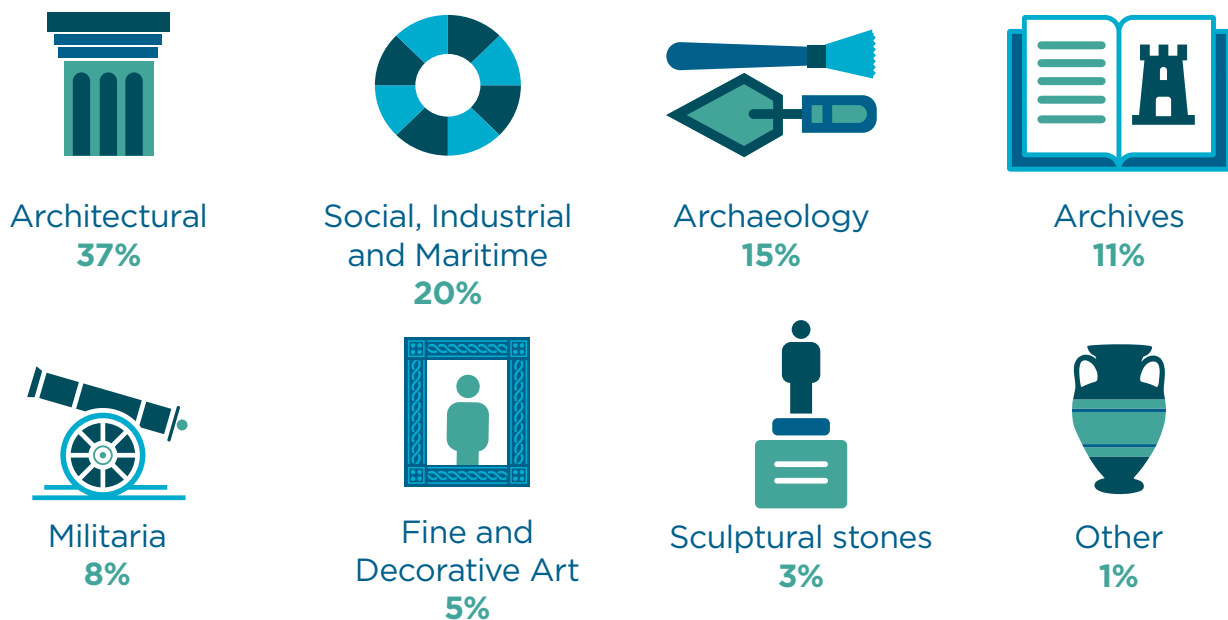 Architectural
37%
Social, Industrial
and Maritime
20%
Archaeology
15%
Archives
11%
Militaria
8%
Fine and
Decorative Art
5%
Sculptural stones
3%
Other
1%